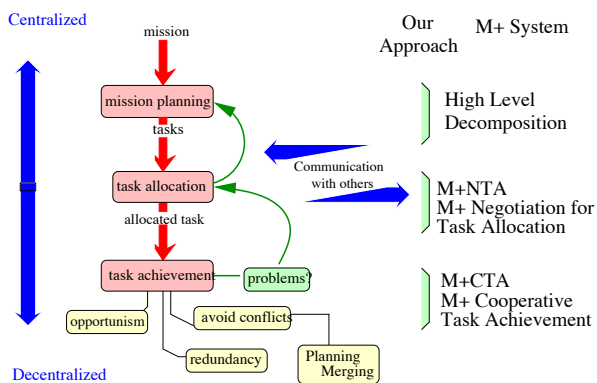 Centralized
Our
Approach
M+ System
mission
mission planning
High Level
Decomposition
tasks
Communication
with others
task allocation
M+NTA
M+ Negotiation for
Task Allocation
allocated task
task achievement
problems?
M+CTA
M+ Cooperative
Task Achievement
opportunism
avoid conflicts
redundancy
Planning
Merging
Decentralized